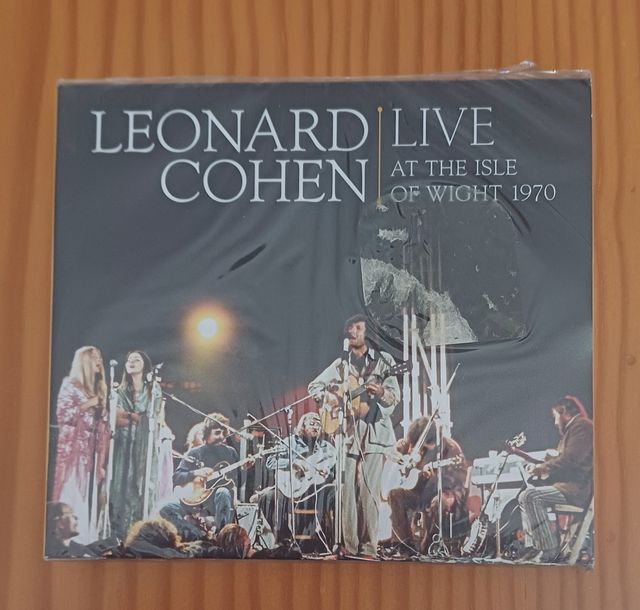 LEONARD
COHEN
LIVE
AT THE ISLE
OF WIGHT 1970